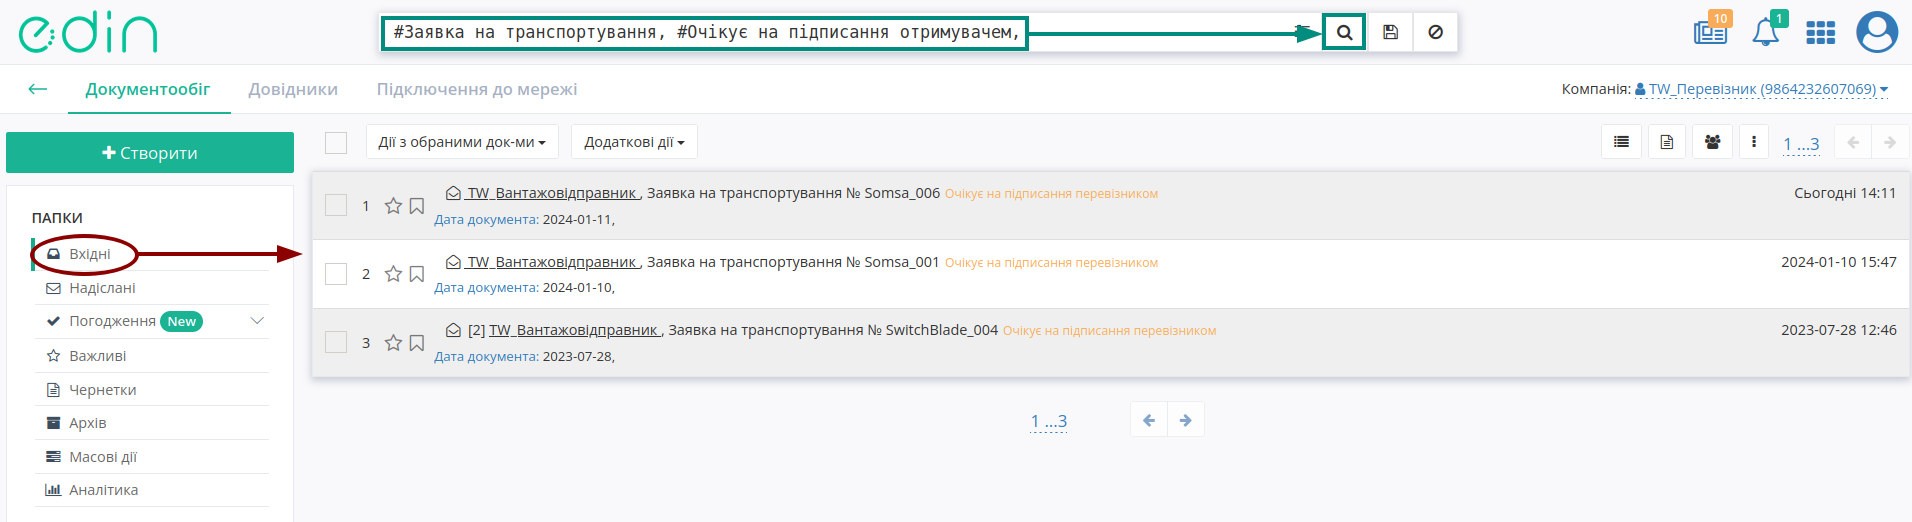 edin
#Заявка на транспортування, #Очікує на підписання отримувачем,
10
1
Документообіг
Довідники
Підключення до мережі
Компанія: TW_Перевізник (9864232607069)
Створити
Дії з обраними док-ми
Додаткові дії
1 ...3
ПАПКИ
Вхідні
Надіслані
Погодження New
Важливі
Чернетки
Архів
Масові дії
Аналітика
1 TW_Вантажовідправник , Заявка на транспортування № Somsa_006 Очікує на підписання перевізником Сьогодні 14:11
Дата документа: 2024-01-11,
2 TW_Вантажовідправник , Заявка на транспортування № Somsa_001 Очікує на підписання перевізником 2024-01-10 15:47
Дата документа: 2024-01-10,
3 [2] TW_Вантажовідправник , Заявка на транспортування № SwitchBlade_004 Очікує на підписання перевізником 2023-07-28 12:46
Дата документа: 2023-07-28,
1 ...3